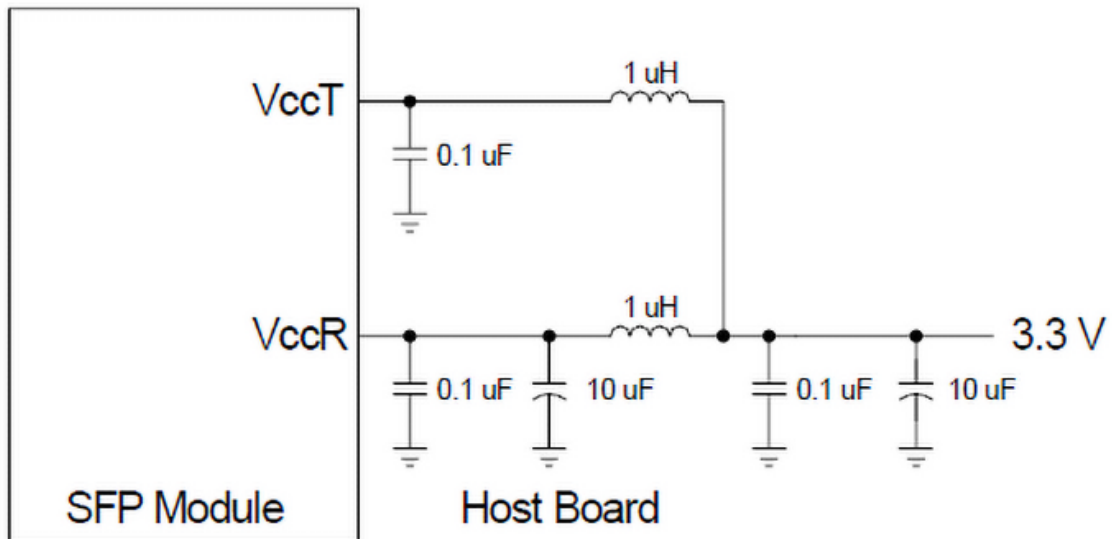 1 uH
VccT
0.1 uF
1 uH
VccR
3.3 V
0.1 uF
10 uF
0.1 uF
10 uF
SFP Module
Host Board